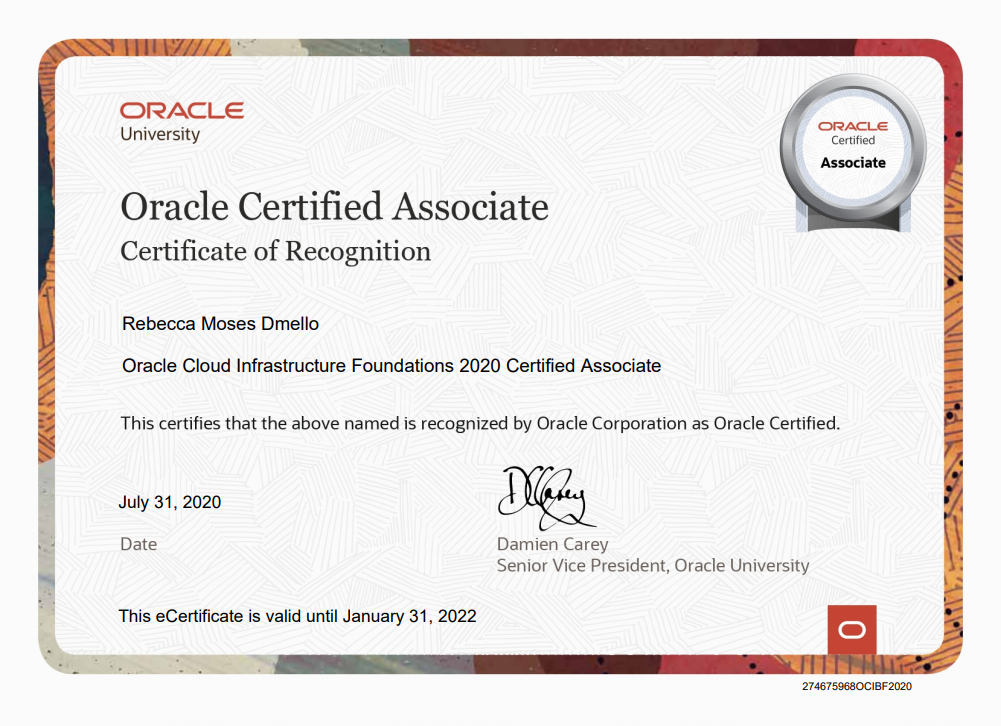 ORACLE
University
ORACLE
Certified
Associate
Oracle Certified Associate
Certificate of Recognition
Rebecca Moses Dmello
Oracle Cloud Infrastructure Foundations 2020 Certified Associate
This certifies that the above named is recognized by Oracle Corporation as Oracle Certified.
DCarey
July 31, 2020
Date
Damien Carey
Senior Vice President, Oracle University
This eCertificate is valid until January 31, 2022
274675968OCIBF2020